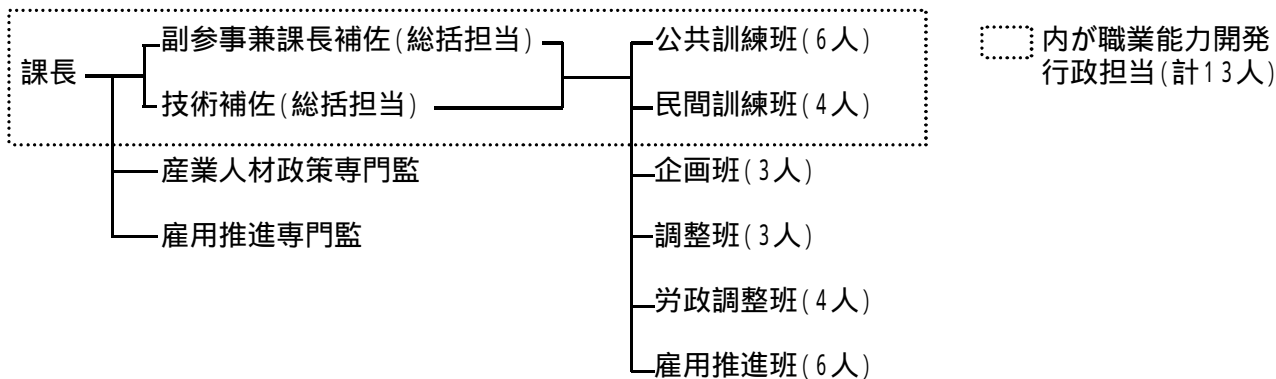 副参事兼課長補佐(総括担当)
公共訓練班(6人)
内が職業能力開発
行政担当(計13人)
課長
技術補佐(総括担当)
民間訓練班(4人)
産業人材政策専門監
企画班(3人)
雇用推進専門監
調整班(3人)
労政調整班(4人)
雇用推進班(6人)